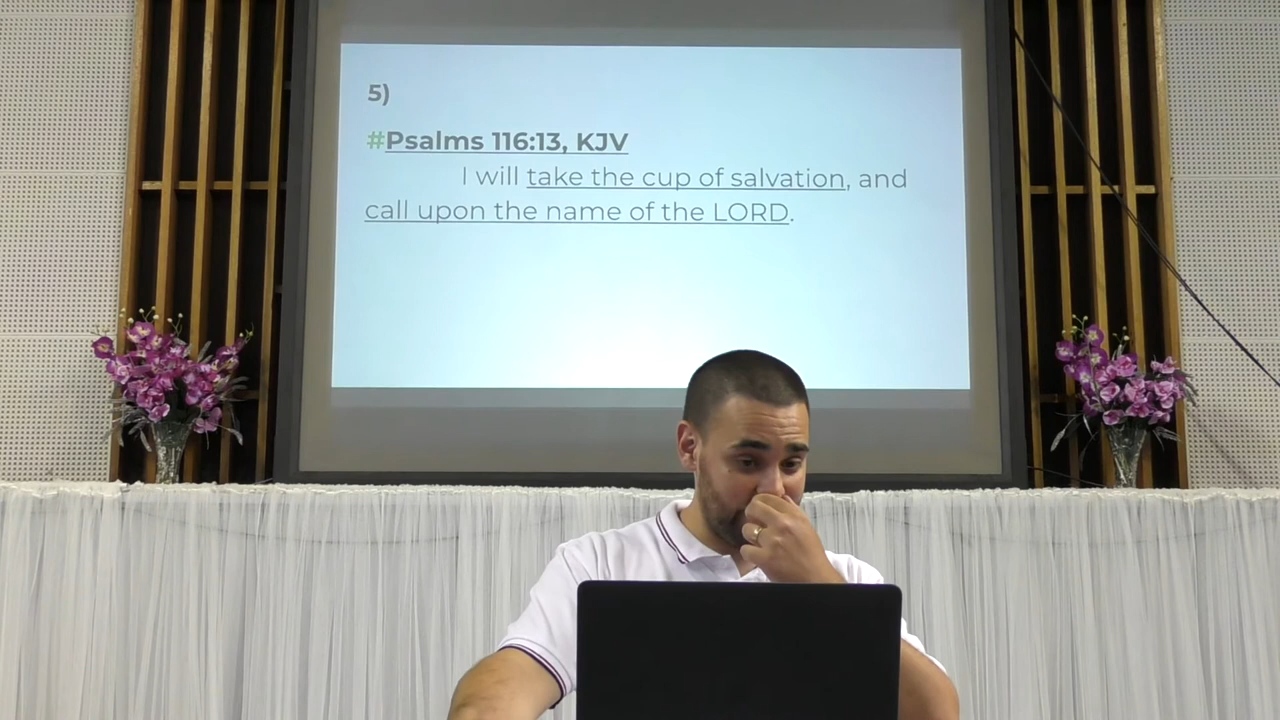 5)
#Psalms 116:13, KJV
I will take the cup of salvation, and
call upon the name of the LORD.